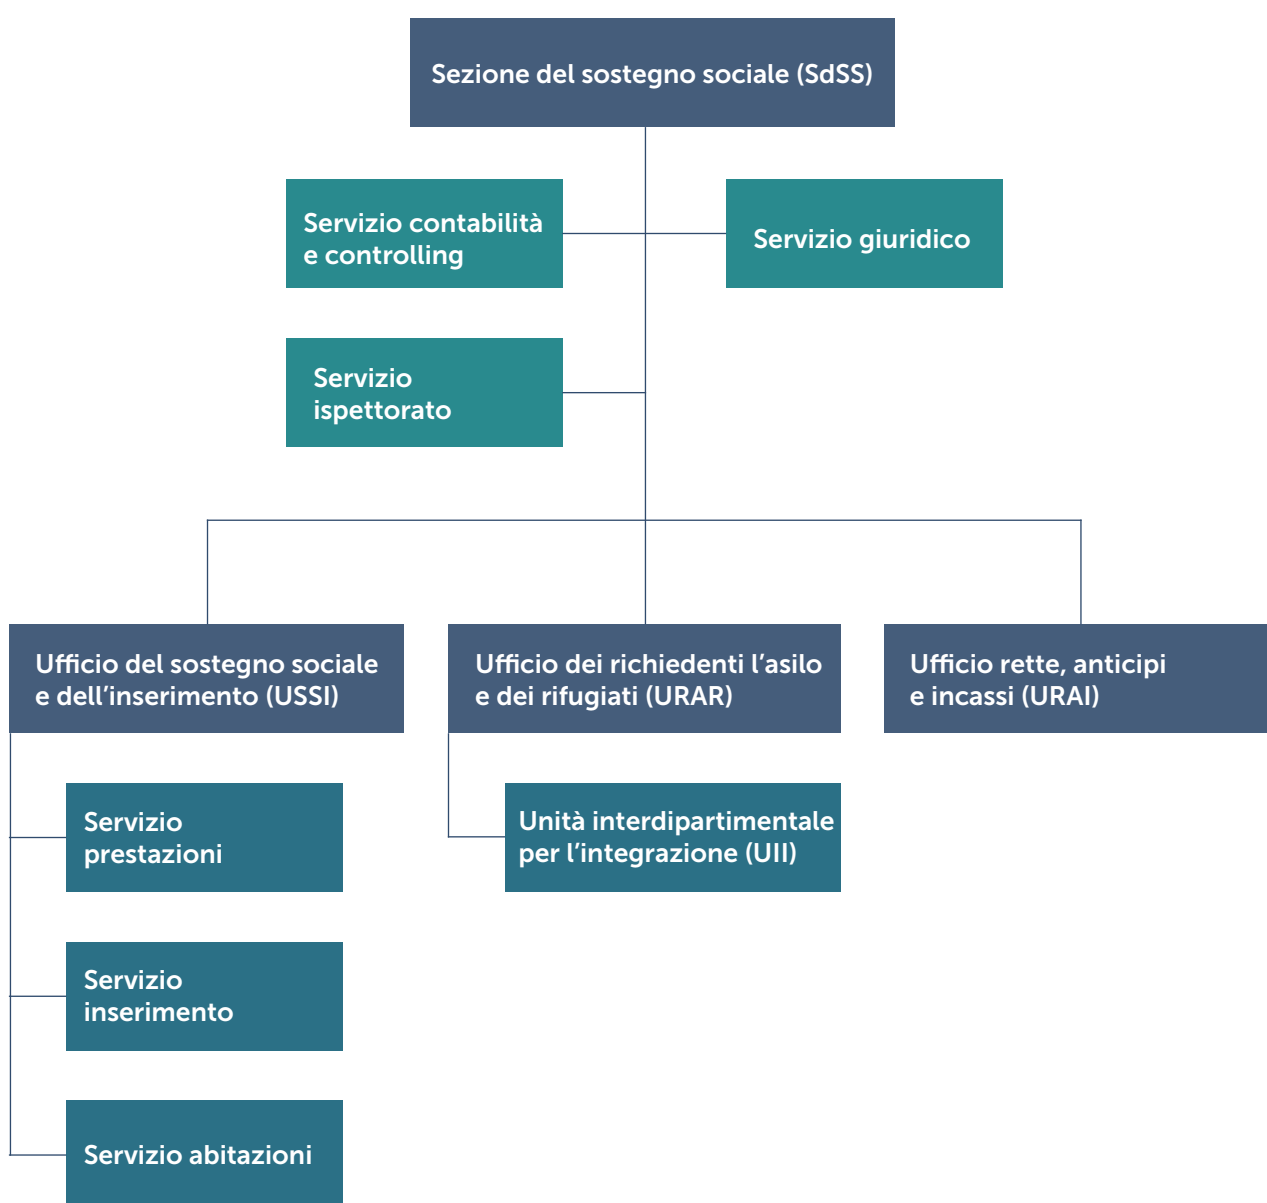 Sezione del sostegno sociale (SdSS)
Servizio contabilità
e controlling
Servizio giuridico
Servizio
ispettorato
Ufficio del sostegno sociale
e dell’inserimento (USSI)
Ufficio dei richiedenti l’asilo
e dei rifugiati (URAR)
Ufficio rette, anticipi
e incassi (URAI)
Servizio
prestazioni
Unità interdipartimentale
per l’integrazione (UII)
Servizio
inserimento
Servizio abitazioni